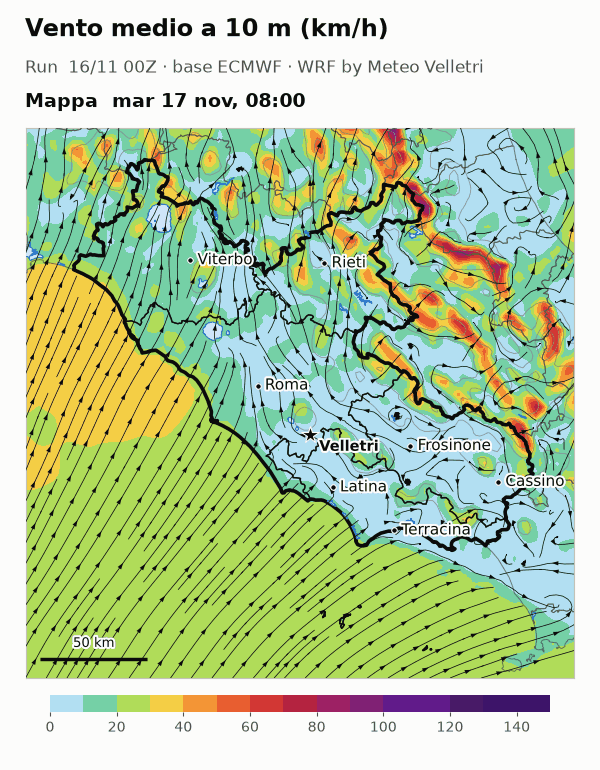 Vento medio a 10 m (km/h)
Run  16/11 00Z · base ECMWF · WRF by Meteo Velletri
Mappa  mar 17 nov, 08:00
Viterbo
Rieti
Roma
Velletri
Frosinone
Latina
Cassino
Terracina
50 km
0 20 40 60 80 100 120 140